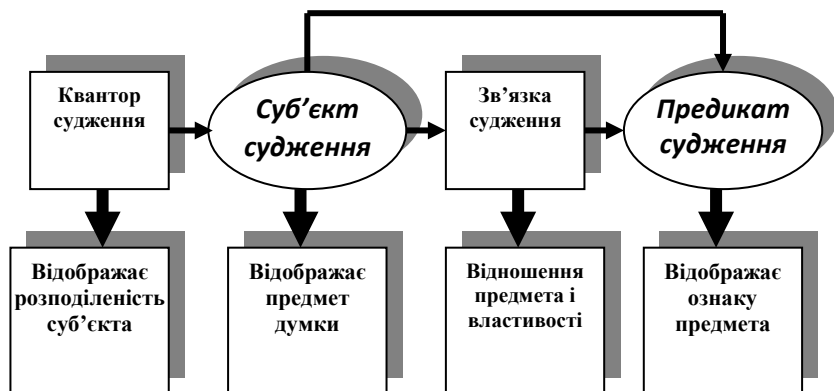 Квантор
судження
Суб’єкт
судження
Зв’язка
судження
Предикат
судження
Відображає
розподіленість
суб’єкта
Відображає
предмет
думки
Відношення
предмета і
властивості
Відображає
ознаку
предмета